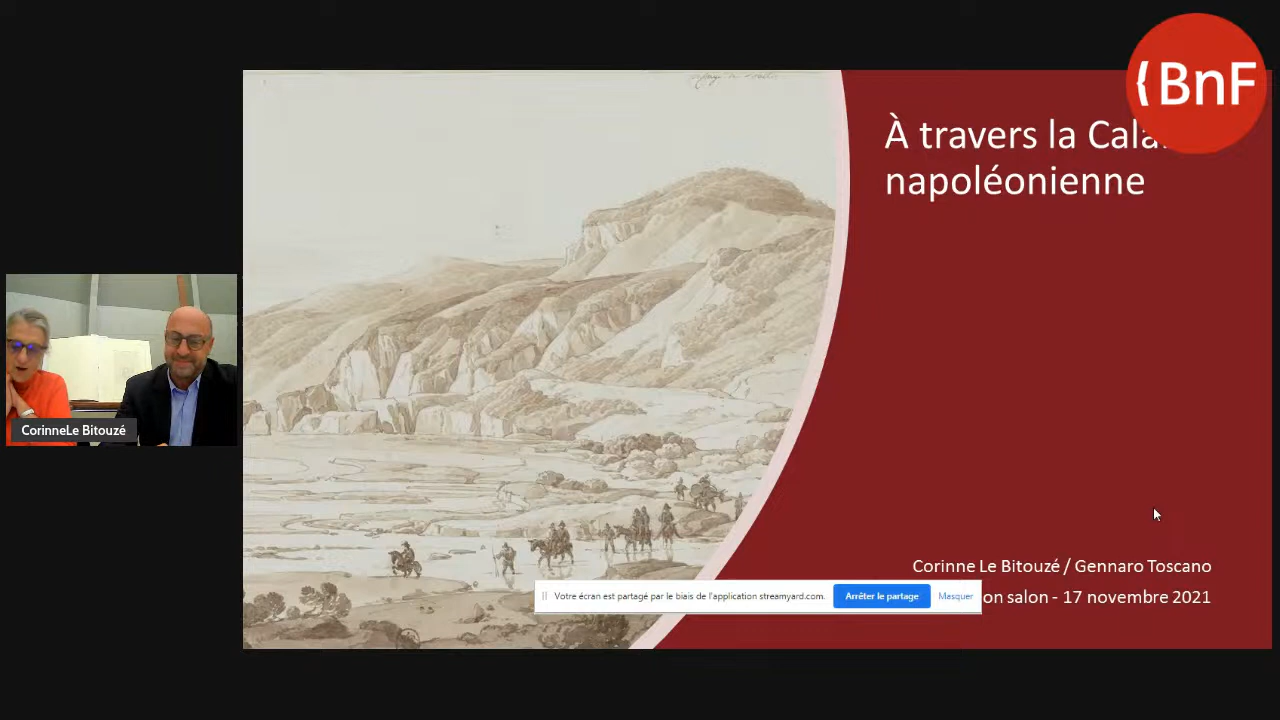 {BnF
À travers la Cala
napoléonienne
CorinneLe Bitouzé
Corinne Le Bitouzé / Gennaro Toscano
on salon - 17 novembre 2021
Votre écran est partagé par le biais de l'application streamyard.com. Arrêter le partage Masquer